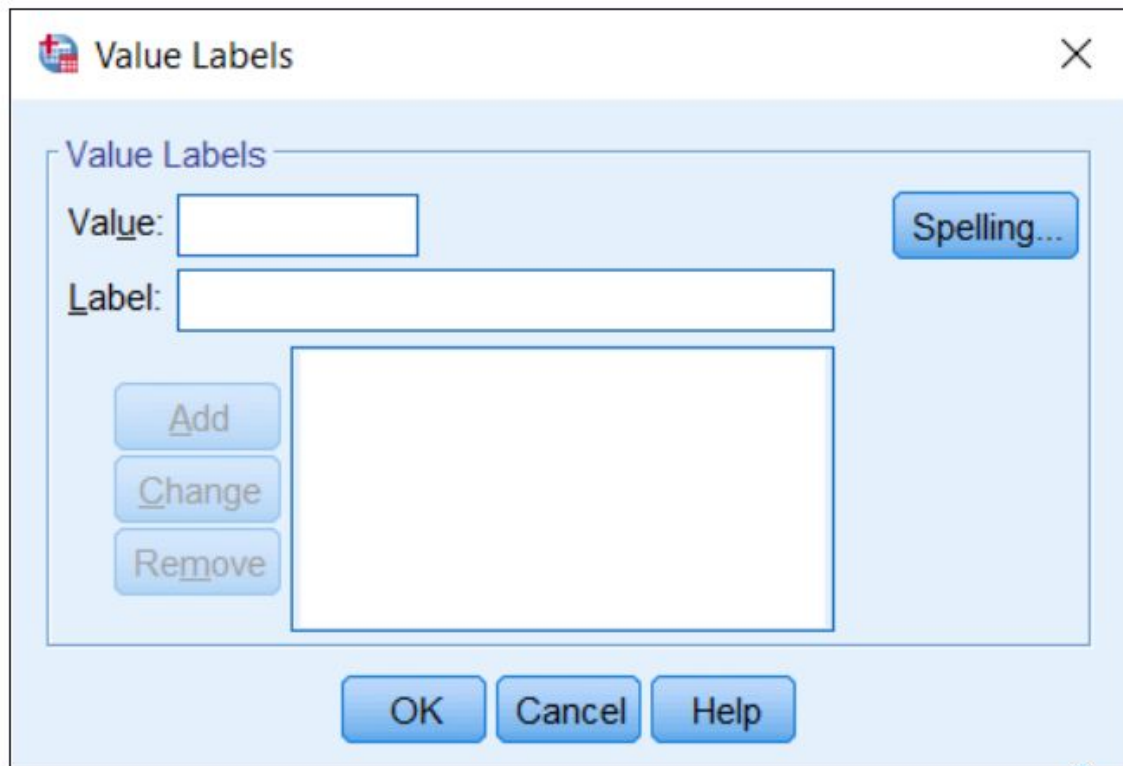 Value Labels
Value Labels
Value:
Spelling...
Label:
Add
Change
Remove
OK
Cancel
Help